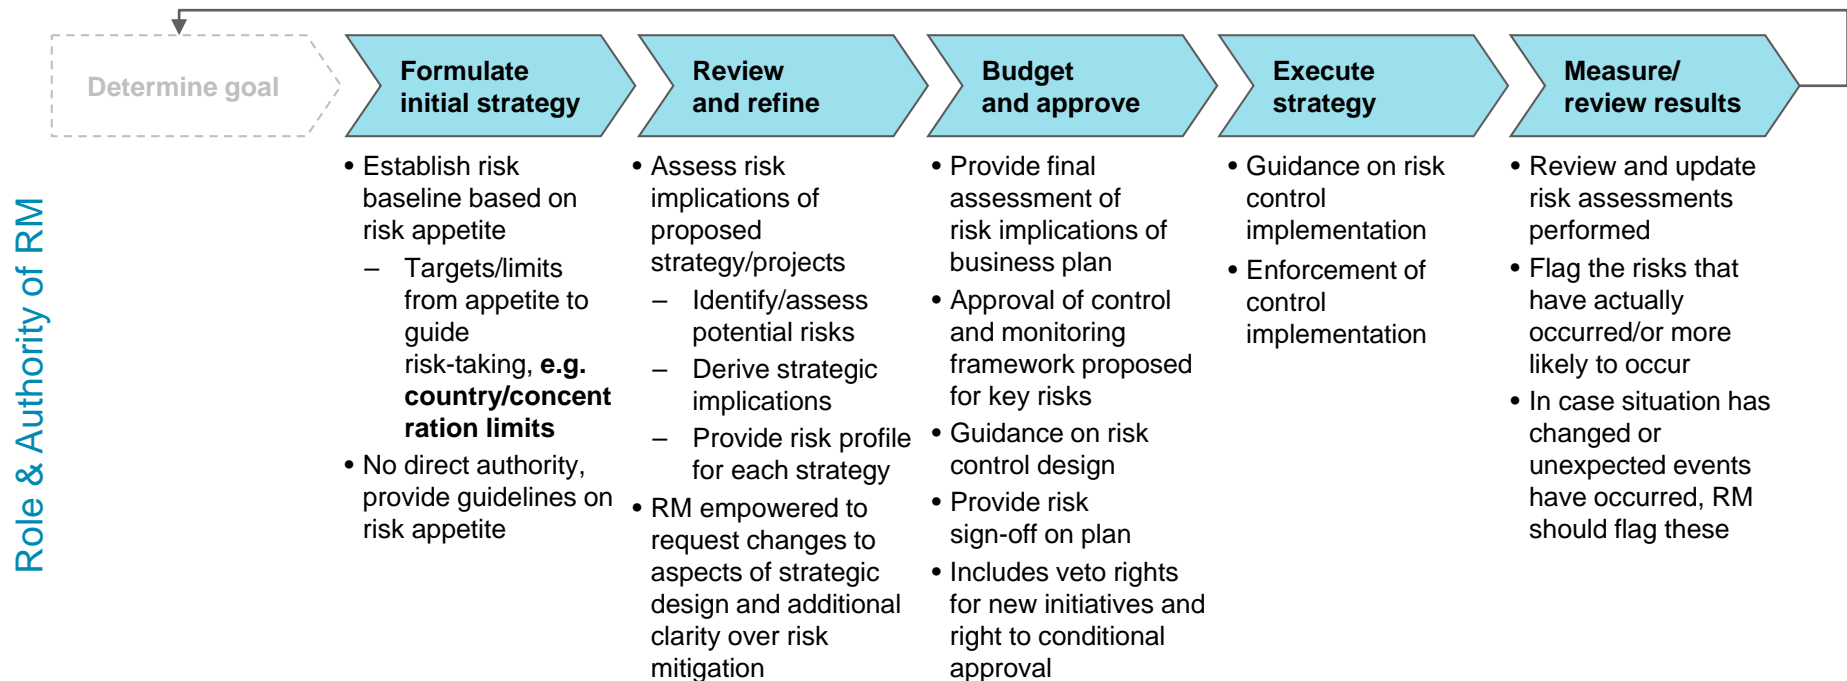 Role & Authority of RM
Determine goal
Formulate
initial strategy
• Establish risk
baseline based on
risk appetite
– Targets/limits
from appetite to
guide
risk-taking, e.g.
country/concent
ration limits
• No direct authority,
provide guidelines on
risk appetite
Review
and refine
• Assess risk
implications of
proposed
strategy/projects
– Identify/assess
potential risks
– Derive strategic
implications
– Provide risk profile
for each strategy
• RM empowered to
request changes to
aspects of strategic
design and additional
clarity over risk
mitigation
Budget
and approve
• Provide final
assessment of
risk implications of
business plan
• Approval of control
and monitoring
framework proposed
for key risks
• Guidance on risk
control design
• Provide risk
sign-off on plan
• Includes veto rights
for new initiatives and
right to conditional
approval
Execute
strategy
• Guidance on risk
control
implementation
• Enforcement of
control
implementation
Measure/
review results
• Review and update
risk assessments
performed
• Flag the risks that
have actually
occurred/or more
likely to occur
• In case situation has
changed or
unexpected events
have occurred, RM
should flag these